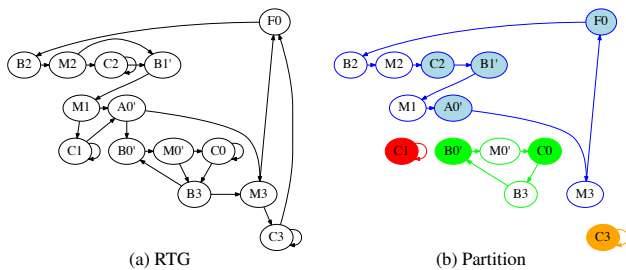 F0
B2 M2 C2 B1'
M1 A0'
C1 B0' M0' C0
B3 M3
C3
(a) RTG
F0
B2 M2 C2 B1'
M1 A0'
C1 B0' M0' C0
B3 M3
C3
(b) Partition